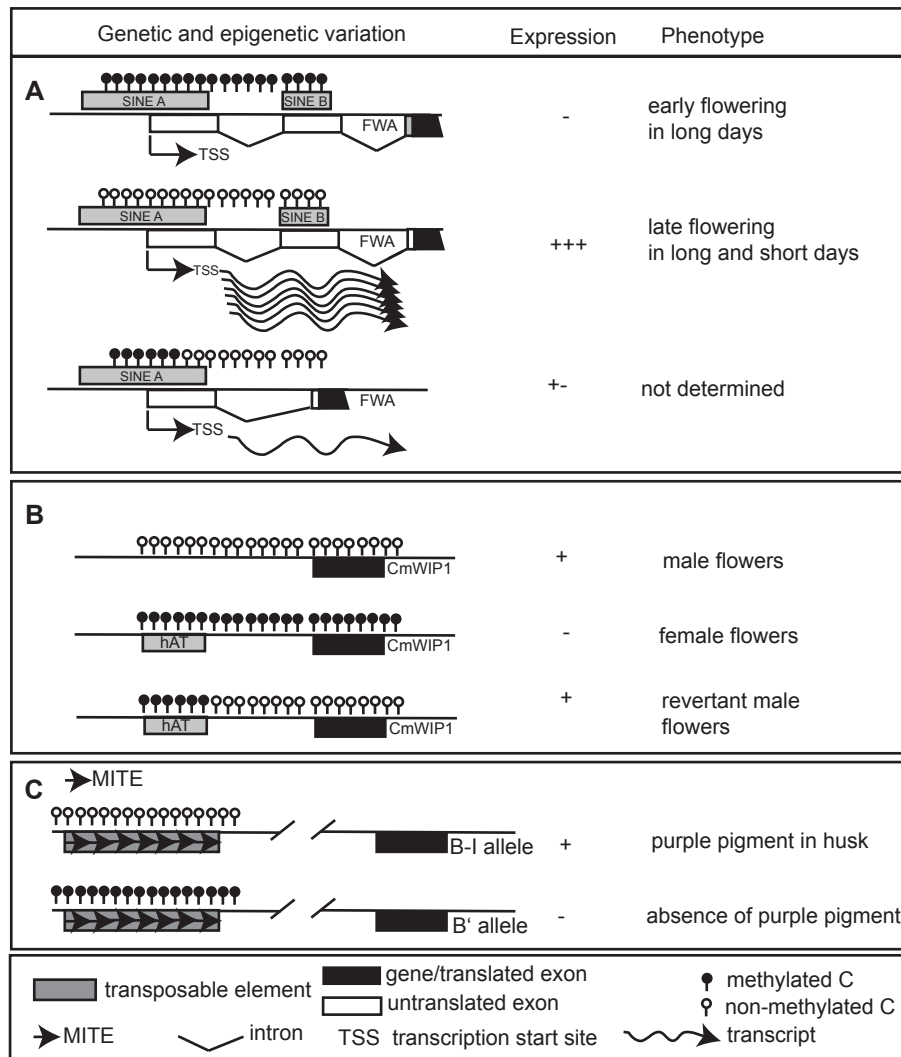 Genetic and epigenetic variation Expression Phenotype
A
SINE A SINE B
FWA
TSS
- early flowering
in long days
SINE A SINE B
FWA
TSS
+++ late flowering
in long and short days
SINE A
FWA
TSS
+- not determined
B
CmWIP1
+ male flowers
hAT CmWIP1
- female flowers
hAT CmWIP1
+ revertant male
flowers
C
MITE
B-I allele + purple pigment in husk
B‘ allele - absence of purple pigment
transposable element gene/translated exon methylated C
untranslated exon non-methylated C
MITE intron TSS transcription start site transcript